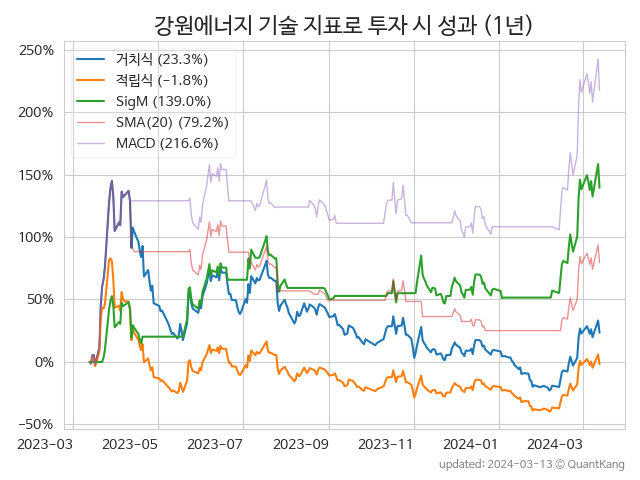 강원에너지 기술 지표로 투자 시 성과 (1년)
250%
200%
150%
100%
50%
0%
−50%
거치식 (23.3%)
적립식 (−1.8%)
SigM (139.0%)
SMA(20) (79.2%)
MACD (216.6%)
2023-03
2023-05
2023-07
2023-09
2023-11
2024-01
2024-03
updated: 2024-03-13 ⓒ QuantKang